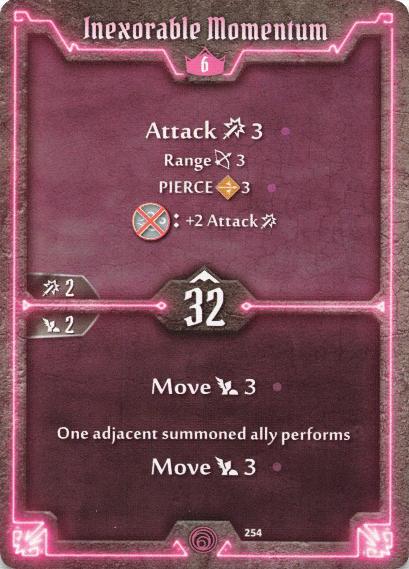 Inexorable Momentum
6
Attack 3
Range 3
PIERCE 3
: +2 Attack
2
32
2
Move 3
One adjacent summoned ally performs
Move 3
254